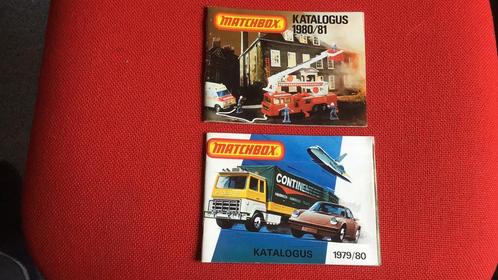 MATCHBOX
KATALOGUS
1980/81
MATCHBOX
CONTINE
KATALOGUS
1979/80